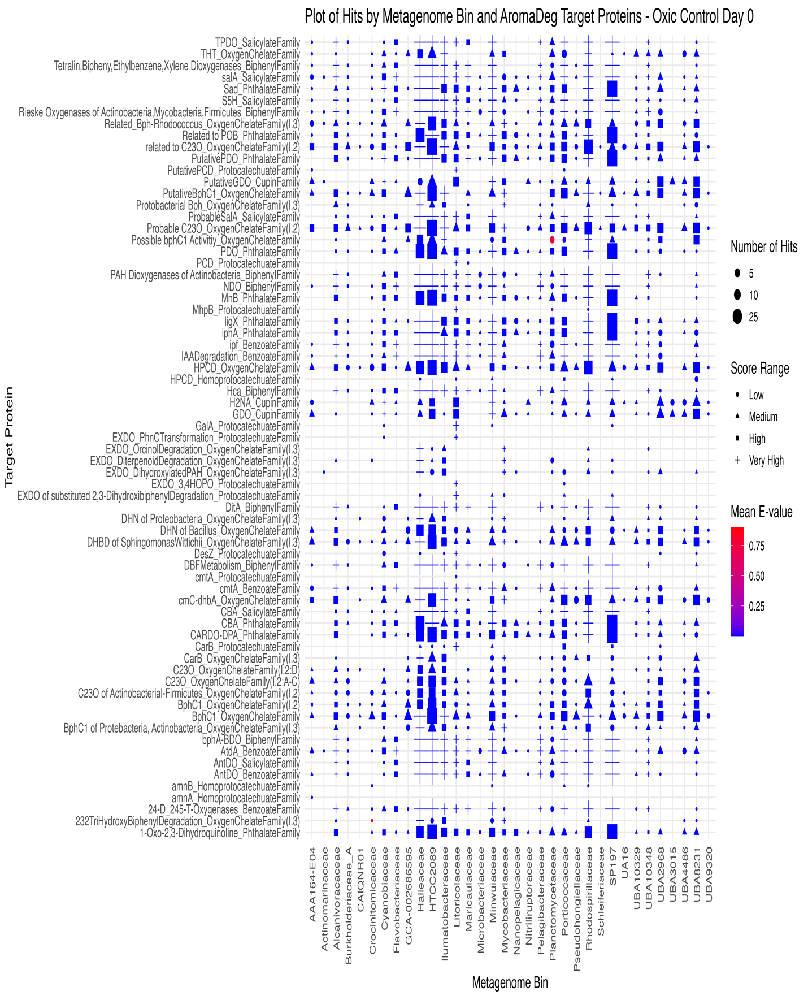 Plot of Hits by Metagenome Bin and AromaDeg Target Proteins - Oxic Control Day 0
TPDO_SalicylateFamily
THT_OxygenChelateFamily
Tetralin,Bipheny,Ethylbenzene,Xylene Dioxygenases_BiphenylFamily
salA_SalicylateFamily
Sad_PhthalateFamily
S5H_SalicylateFamily
Rieske Oxygenases of Actinobacteria,Mycobacteria,Firmicutes_BiphenylFamily
Related_Bph-Rhodococcus_OxygenChelateFamily(I.3)
Related to POB_PhthalateFamily
related to C23O_OxygenChelateFamily(I.2)
PutativePDO_PhthalateFamily
PutativePCD_ProtocatechuateFamily
PutativeGDO_CupinFamily
PutativeBphC1_OxygenChelateFamily
Protobacterial Bph_OxygenChelateFamily(I.3)
ProbableSalA_SalicylateFamily
Probable C23O_OxygenChelateFamily(I.2)
Possible bphC1 Activitiy_OxygenChelateFamily
PDO_PhthalateFamily
PCD_ProtocatechuateFamily
PAH Dioxygenases of Actinobacteria_BiphenylFamily
NDO_BiphenylFamily
MnB_PhthalateFamily
MhpB_ProtocatechuateFamily
ligX_PhthalateFamily
iphA_PhthalateFamily
ipf_BenzoateFamily
IAADegradation_BenzoateFamily
HPCD_OxygenChelateFamily
HPCD_HomoprotocatechuateFamily
Hca_BiphenylFamily
H2NA_CupinFamily
GDO_CupinFamily
GalA_ProtocatechuateFamily
EXDO_PhnCTransformation_ProtocatechuateFamily
EXDO_OrcinolDegradation_OxygenChelateFamily(I.3)
EXDO_DiterpenoidDegradation_OxygenChelateFamily(I.3)
EXDO_DihydroxylatedPAH_OxygenChelateFamily(I.3)
EXDO_3,4HOPO_ProtocatechuateFamily
EXDO of substituted 2,3-DihydroxibiphenylDegradation_ProtocatechuateFamily
DitA_BiphenylFamily
DHN of Proteobacteria_OxygenChelateFamily(I.3)
DHN of Bacillus_OxygenChelateFamily
DHBD of SphingomonasWittichii_OxygenChelateFamily(I.3)
DesZ_ProtocatechuateFamily
DBFMetabolism_BiphenylFamily
cmtA_ProtocatechuateFamily
cmtA_BenzoateFamily
cmC-dhbA_OxygenChelateFamily
CBA_SalicylateFamily
CBA_PhthalateFamily
CARDO-DPA_PhthalateFamily
CarB_ProtocatechuateFamily
CarB_OxygenChelateFamily(I.3)
C23O_OxygenChelateFamily(I.2:D)
C23O_OxygenChelateFamily(I.2:A-C)
C23O of Actinobacterial-Firmicutes_OxygenChelateFamily(I.2)
BphC1_OxygenChelateFamily(I.2)
BphC1_OxygenChelateFamily
BphC1 of Protebacteria, Actinobacteria_OxygenChelateFamily(I.3)
bphA-BDO_BiphenylFamily
AtdA_BenzoateFamily
AntDO_SalicylateFamily
AntDO_BenzoateFamily
amnB_HomoprotocatechuateFamily
amnA_HomoprotocatechuateFamily
24-D_245-T-Oxygenases_BenzoateFamily
232TriHydroxyBiphenylDegradation_OxygenChelateFamily(I.3)
1-Oxo-2,3-Dihydroquinoline_PhthalateFamily
Target Protein
AAA164-E04
Actinomarinaceae
Alcanivoracaceae
Burkholderiaceae_A
CAIQNR01
Crocinitomicaceae
Cyanobiaceae
Flavobacteriaceae
GCA-002686595
Halieaceae
HTCC2089
Ilumatobacteraceae
Litoricolaceae
Maricaulaceae
Microbacteriaceae
Minwuiaceae
Mycobacteriaceae
Nanopelagicaceae
Nitriliruptoraceae
Pelagibacteraceae
Planctomycetaceae
Porticoccaceae
Pseudohongiellaceae
Rhodospirillaceae
Schleiferiaceae
SP197
UA16
UBA10329
UBA10348
UBA2968
UBA3015
UBA4486
UBA8231
UBA9320
Metagenome Bin
Number of Hits
5
10
25
Score Range
Low
Medium
High
Very High
Mean E-value
0.75
0.50
0.25